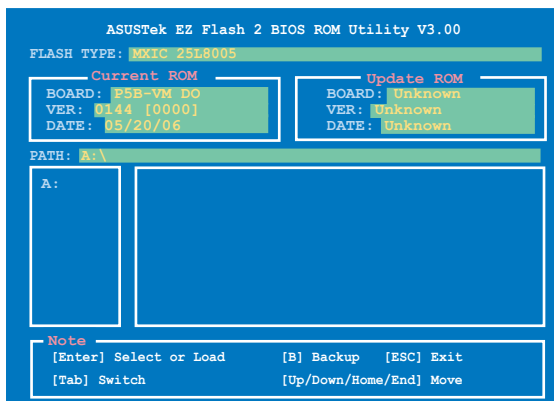 ASUSTek EZ Flash 2 BIOS ROM Utility V3.00
FLASH TYPE: MXIC 25L8005
Current ROM
BOARD: P5B-VM DO
VER: 0144 [0000]
DATE: 05/20/06
Update ROM
BOARD: Unknown
VER: Unknown
DATE: Unknown
PATH: A:\
A:
Note
[Enter] Select or Load [B] Backup [ESC] Exit
[Tab] Switch [Up/Down/Home/End] Move